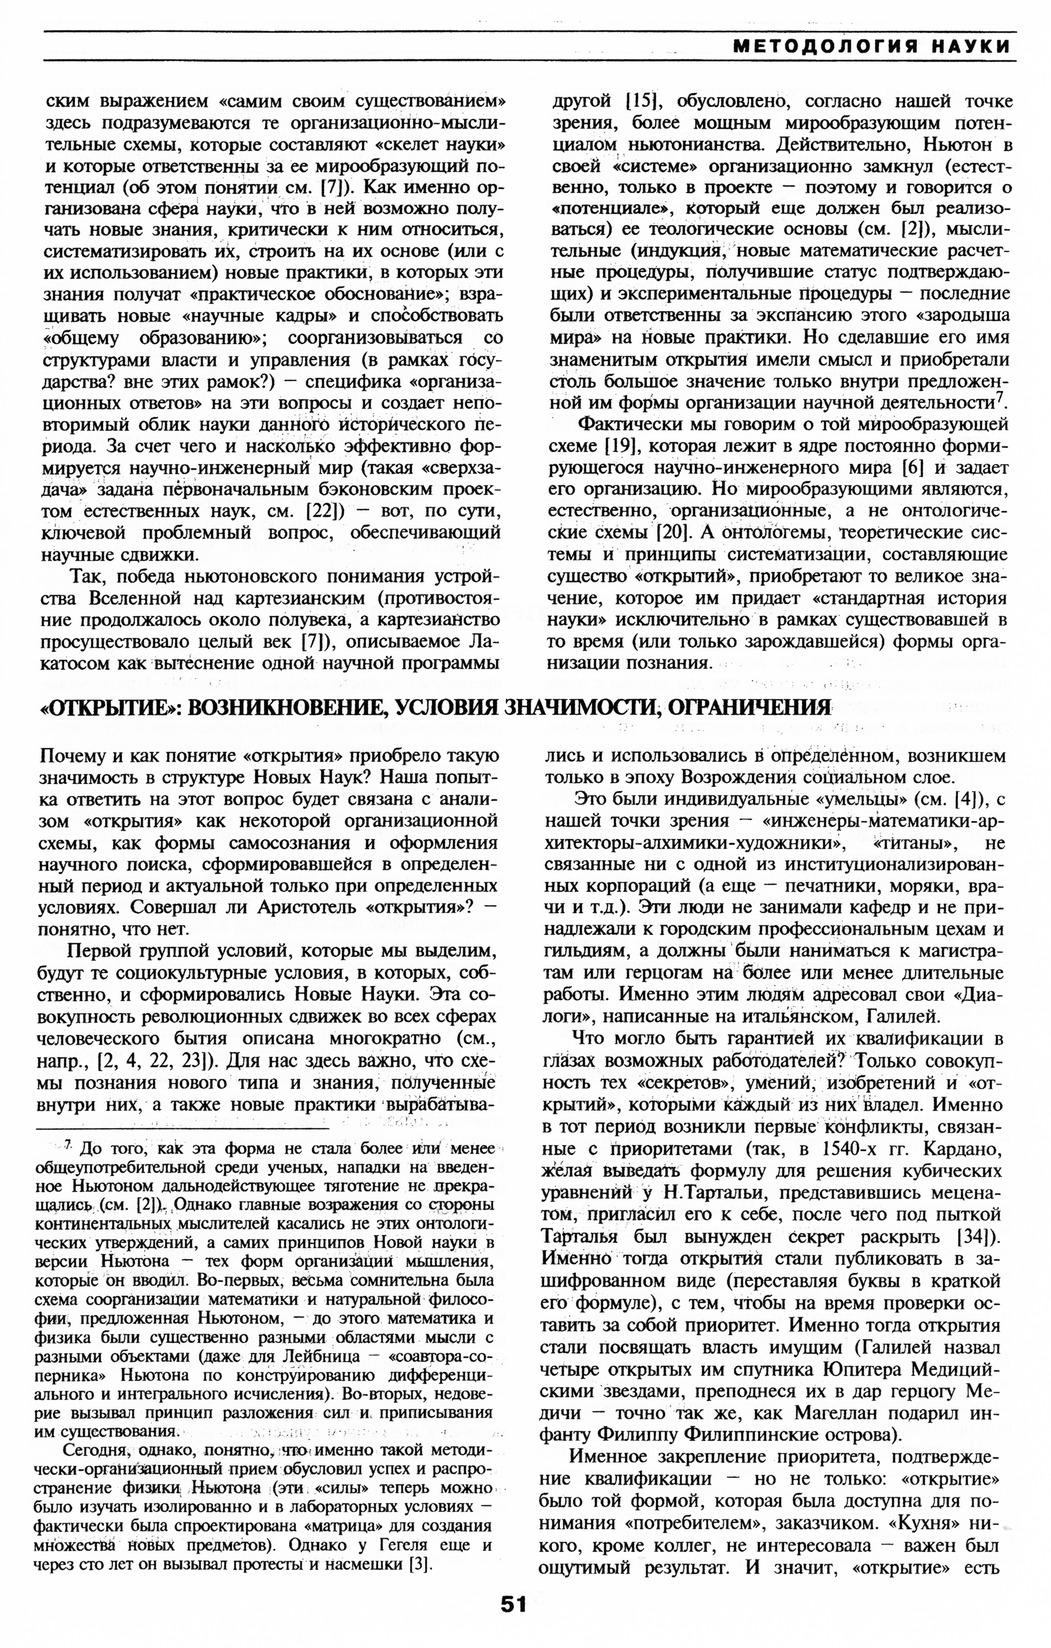 МЕТОДОЛОГИЯ НАУКИ
ским выражением «самим своим существованием»
здесь подразумеваются те организационно-мысли-
тельные схемы, которые составляют «скелет науки»
и которые ответственны за ее мирообразующий по-
тенциал (об этом понятии см. [7]). Как именно ор-
ганизована сфера науки, что в ней возможно полу-
чать новые знания, критически к ним относиться,
систематизировать их, строить на их основе (или с
их использованием) новые практики, в которых эти
знания получат «практическое обоснование»; взра-
щивать новые «научные кадры» и способствовать
«общему образованию»; соорганизовываться со
структурами власти и управления (в рамках госу-
дарства? вне этих рамок?) — специфика «организа-
ционных ответов» на эти вопросы и создает непо-
вторимый облик науки данного исторического пе-
риода. За счет чего и насколько эффективно фор-
мируется научно-инженерный мир (такая «сверхза-
дача» задана первоначальным бэконовским проек-
том естественных наук, см. [22]) — вот, по сути,
ключевой проблемный вопрос, обеспечивающий
научные сдвижки.
Так, победа ньютоновского понимания устрой-
ства Вселенной над картезианским (противостоя-
ние продолжалось около полувека, а картезианство
просуществовало целый век [7]), описываемое Ла-
катосом как вытеснение одной научной программы
другой [15], обусловлено, согласно нашей точке
зрения, более мощным мирообразующим потен-
циалом ньютонианства. Действительно, Ньютон в
своей «системе» организационно замкнул (естест-
венно, только в проекте — поэтому и говорится о
«потенциале», который еще должен был реализо-
ваться) ее теологические основы (см. [2]), мысли-
тельные (индукция, новые математические расчет-
ные процедуры, получившие статус подтверждаю-
щих) и экспериментальные процедуры — последние
были ответственны за экспансию этого «зародыша
мира» на новые практики. Но сделавшие его имя
знаменитым открытия имели смысл и приобретали
столь большое значение только внутри предложен-
ной им формы организации научной деятельности⁷.
Фактически мы говорим о той мирообразующей
схеме [19], которая лежит в ядре постоянно форми-
рующегося научно-инженерного мира [6] и задает
его организацию. Но мирообразующими являются,
естественно, организационные, а не онтологиче-
ские схемы [20]. А онтологемы, теоретические сис-
темы и принципы систематизации, составляющие
существо «открытий», приобретают то великое зна-
чение, которое им придает «стандартная история
науки» исключительно в рамках существовавшей в
то время (или только зарождавшейся) формы орга-
низации познания.
«ОТКРЫТИЕ»: ВОЗНИКНОВЕНИЕ, УСЛОВИЯ ЗНАЧИМОСТИ, ОГРАНИЧЕНИЯ
Почему и как понятие «открытия» приобрело такую
значимость в структуре Новых Наук? Наша попыт-
ка ответить на этот вопрос будет связана с анали-
зом «открытия» как некоторой организационной
схемы, как формы самосознания и оформления
научного поиска, сформировавшейся в определен-
ный период и актуальной только при определенных
условиях. Совершал ли Аристотель «открытия»? —
понятно, что нет.
Первой группой условий, которые мы выделим,
будут те социокультурные условия, в которых, соб-
ственно, и сформировались Новые Науки. Эта со-
вокупность революционных сдвижек во всех сферах
человеческого бытия описана многократно (см.,
напр., [2, 4, 22, 23]). Для нас здесь важно, что схе-
мы познания нового типа и знания, полученные
внутри них, а также новые практики вырабатыва-
⁷ До того, как эта форма не стала более или менее
общеупотребительной среди ученых, нападки на введен-
ное Ньютоном дальнодействующее тяготение не прекра-
щались (см. [2]). Однако главные возражения со стороны
континентальных мыслителей касались не этих онтологи-
ческих утверждений, а самих принципов Новой науки в
версии Ньютона — тех форм организации мышления,
которые он вводил. Во-первых, весьма сомнительна была
схема соорганизации математики и натуральной филосо-
фии, предложенная Ньютоном, — до этого математика и
физика были существенно разными областями мысли с
разными объектами (даже для Лейбница — «соавтора-со-
перника» Ньютона по конструированию дифференци-
ального и интегрального исчисления). Во-вторых, недове-
рие вызывал принцип разложения сил и приписывания
им существования.
Сегодня, однако, понятно, что именно такой методи-
чески-организационный прием обусловил успех и распро-
странение физики Ньютона (эти «силы» теперь можно
было изучать изолированно и в лабораторных условиях —
фактически была спроектирована «матрица» для создания
множества новых предметов). Однако у Гегеля еще и
через сто лет он вызывал протесты и насмешки [3].
лись и использовались в определённом, возникшем
только в эпоху Возрождения социальном слое.
Это были индивидуальные «умельцы» (см. [4]), с
нашей точки зрения — «инженеры-математики-ар-
хитекторы-алхимики-художники», «титаны», не
связанные ни с одной из институционализирован-
ных корпораций (а еще — печатники, моряки, вра-
чи и т.д.). Эти люди не занимали кафедр и не при-
надлежали к городским профессиональным цехам и
гильдиям, а должны были наниматься к магистра-
там или герцогам на более или менее длительные
работы. Именно этим людям адресовал свои «Диа-
логи», написанные на итальянском, Галилей.
Что могло быть гарантией их квалификации в
глазах возможных работодателей? Только совокуп-
ность тех «секретов», умений, изобретений и «от-
крытий», которыми каждый из них владел. Именно
в тот период возникли первые конфликты, связан-
ные с приоритетами (так, в 1540-х гг. Кардано,
желая выведать формулу для решения кубических
уравнений у Н.Тартальи, представившись мецена-
том, пригласил его к себе, после чего под пыткой
Тарталья был вынужден секрет раскрыть [34]).
Именно тогда открытия стали публиковать в за-
шифрованном виде (переставляя буквы в краткой
его формуле), с тем, чтобы на время проверки ос-
тавить за собой приоритет. Именно тогда открытия
стали посвящать власть имущим (Галилей назвал
четыре открытых им спутника Юпитера Медиций-
скими звездами, преподнеся их в дар герцогу Ме-
дичи — точно так же, как Магеллан подарил ин-
фанту Филиппу Филиппинские острова).
Именное закрепление приоритета, подтвержде-
ние квалификации — но не только: «открытие»
было той формой, которая была доступна для по-
нимания «потребителем», заказчиком. «Кухня» ни-
кого, кроме коллег, не интересовала — важен был
ощутимый результат. И значит, «открытие» есть
51